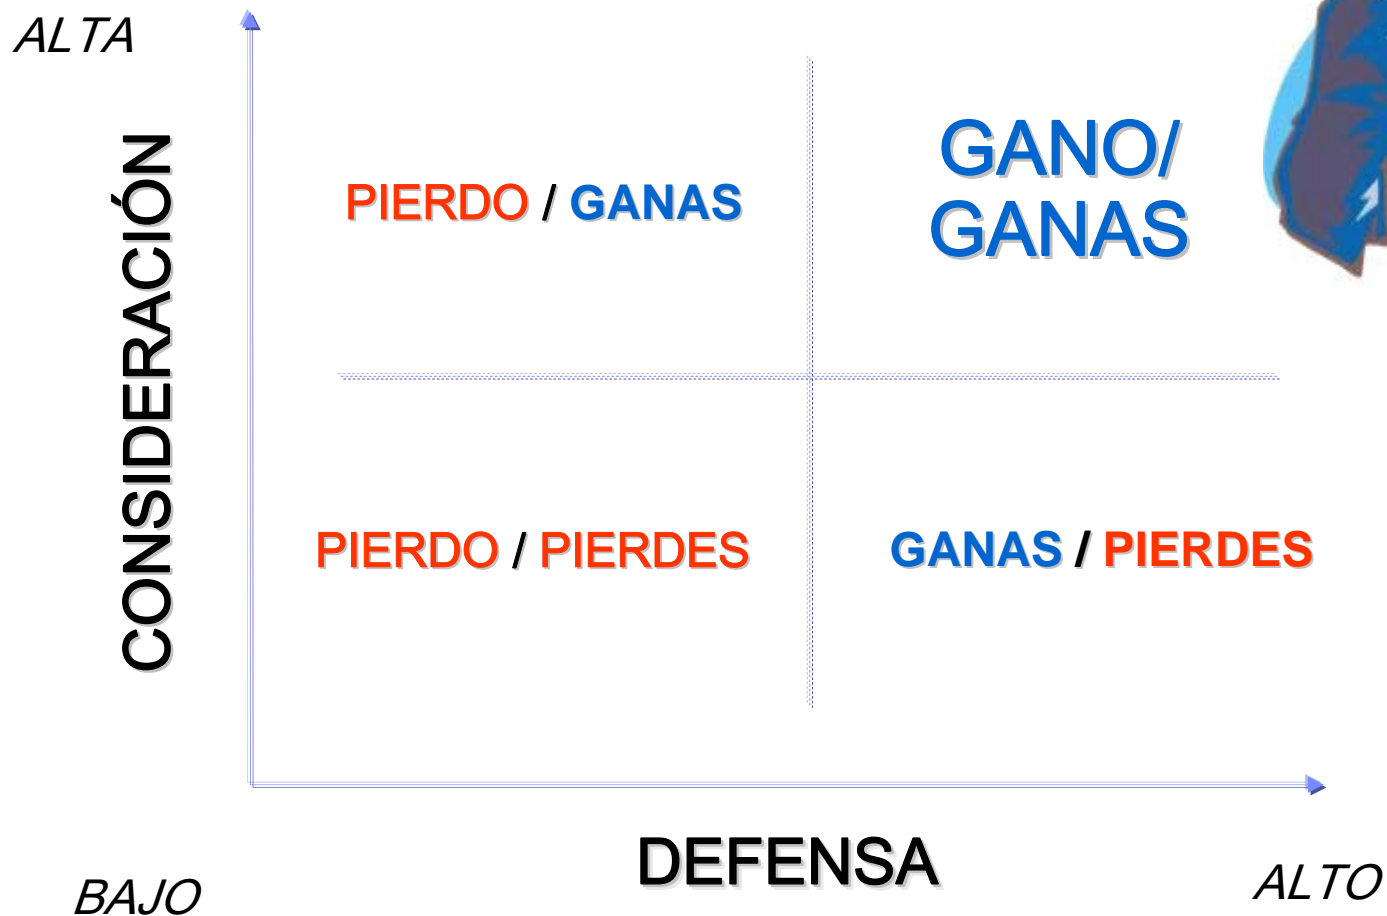 ALTA
CONSIDERACIÓN
PIERDO / GANAS
GANO/
GANAS
PIERDO / PIERDES
GANAS / PIERDES
DEFENSA
BAJO
ALTO